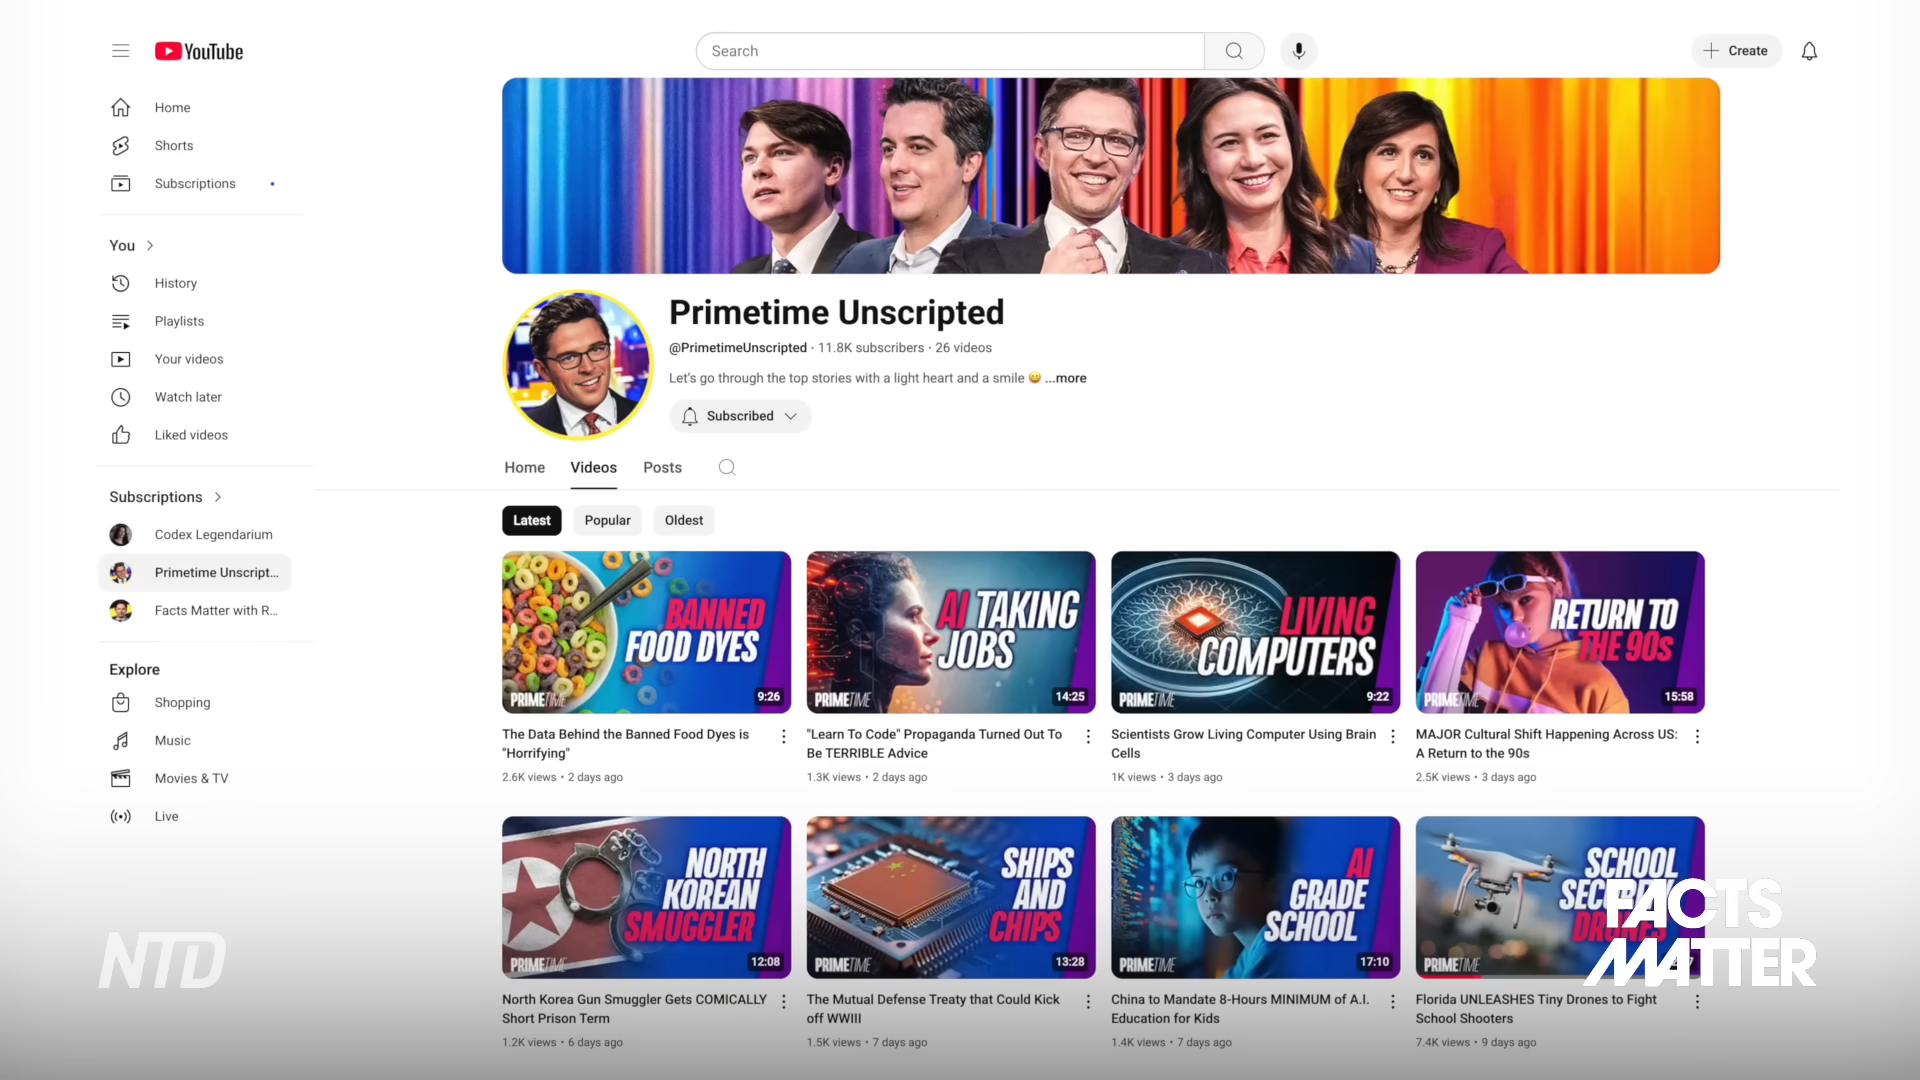 YouTube
Search
Create
Home
Shorts
Subscriptions
You
History
Playlists
Your videos
Watch later
Liked videos
Subscriptions
Codex Legendarium
Primetime Unscript...
Facts Matter with R...
Explore
Shopping
Music
Movies & TV
Live
Primetime Unscripted
@PrimetimeUnscripted · 11.8K subscribers · 26 videos
Let's go through the top stories with a light heart and a smile 😄 ...more
Subscribed
Home Videos Posts
Latest Popular Oldest
BANNED
FOOD DYES
PRIMETIME
9:26
The Data Behind the Banned Food Dyes is
"Horrifying"
2.6K views • 2 days ago
AI TAKING
JOBS
PRIMETIME
14:25
"Learn To Code" Propaganda Turned Out To
Be TERRIBLE Advice
1.3K views • 2 days ago
LIVING
COMPUTERS
PRIMETIME
9:22
Scientists Grow Living Computer Using Brain
Cells
1K views • 3 days ago
RETURN TO
THE 90s
PRIMETIME
15:58
MAJOR Cultural Shift Happening Across US:
A Return to the 90s
2.5K views • 3 days ago
NORTH
KOREAN
SMUGGLER
PRIMETIME
12:08
North Korea Gun Smuggler Gets COMICALLY
Short Prison Term
1.2K views • 6 days ago
SHIPS
AND
CHIPS
PRIMETIME
13:28
The Mutual Defense Treaty that Could Kick
off WWIII
1.5K views • 7 days ago
AI
GRADE
SCHOOL
PRIMETIME
17:10
China to Mandate 8-Hours MINIMUM of A.I.
Education for Kids
1.4K views • 7 days ago
SCHOOL
SECURITY
DRONES
PRIMETIME
Florida UNLEASHES Tiny Drones to Fight
School Shooters
7.4K views • 9 days ago
NTD
FACTS
MATTER